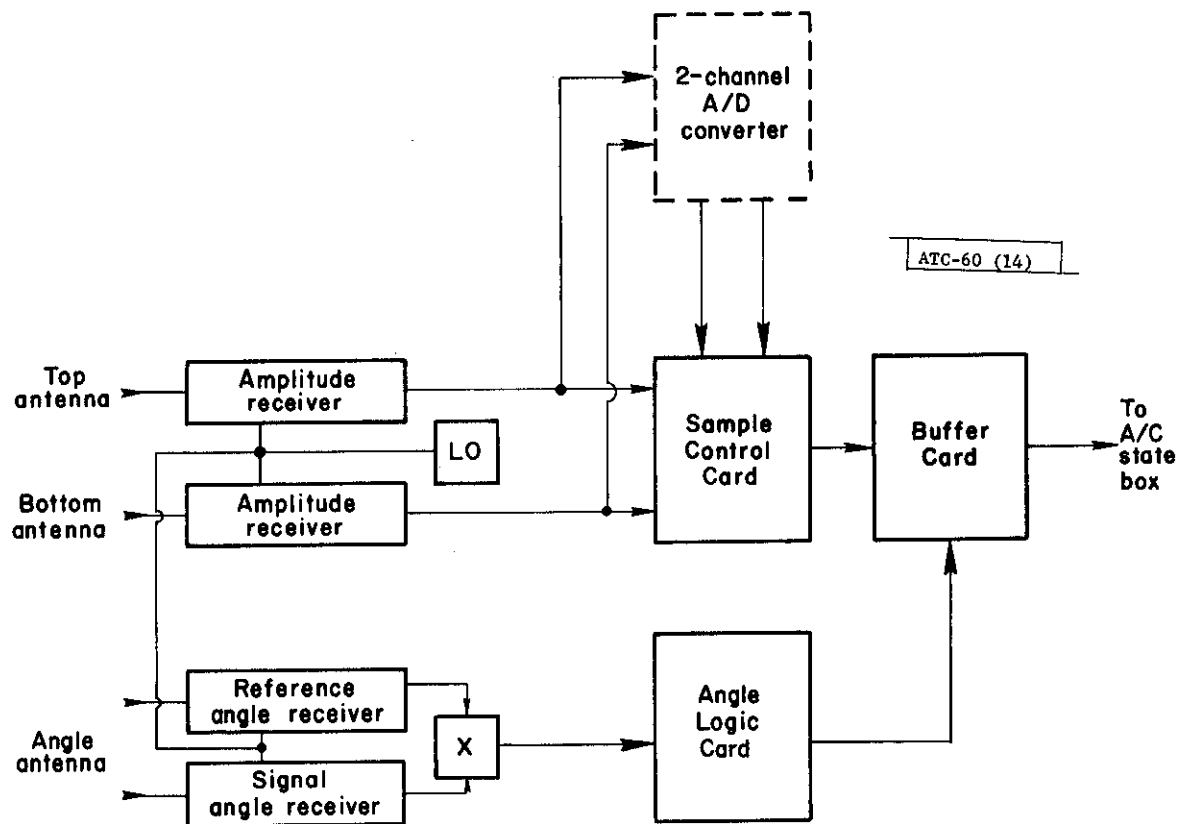 2-channel
A/D
converter
ATC-60 (14)
Top
antenna
Amplitude
receiver
LO
Bottom
antenna
Amplitude
receiver
Sample
Control
Card
Buffer
Card
To
A/C
state
box
Angle
antenna
Reference
angle receiver
Signal
angle receiver
X
Angle
Logic
Card